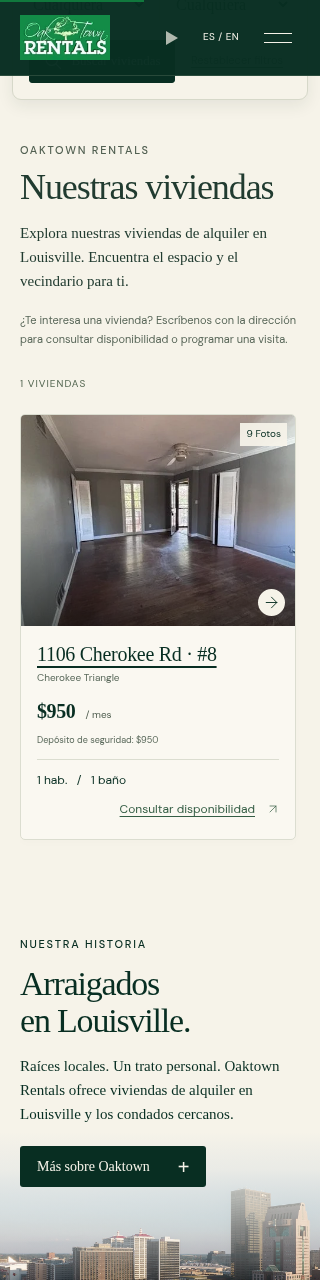 Oak Town
RENTALS
ES / EN
OAKTOWN RENTALS
Nuestras viviendas
Explora nuestras viviendas de alquiler en
Louisville. Encuentra el espacio y el
vecindario para ti.
¿Te interesa una vivienda? Escríbenos con la dirección
para consultar disponibilidad o programar una visita.
1 VIVIENDAS
9 Fotos
1106 Cherokee Rd · #8
Cherokee Triangle
$950 / mes
Depósito de seguridad: $950
1 hab. / 1 baño
Consultar disponibilidad
NUESTRA HISTORIA
Arraigados
en Louisville.
Raíces locales. Un trato personal. Oaktown
Rentals ofrece viviendas de alquiler en
Louisville y los condados cercanos.
Más sobre Oaktown +